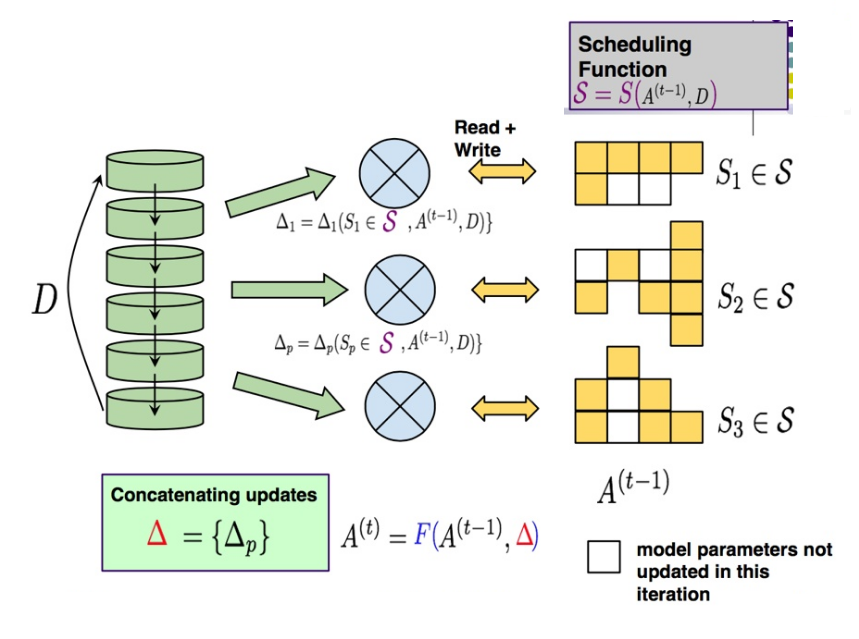 Scheduling
Function
𝒮 = S(A^(t−1), D)
Read +
Write
S₁ ∈ 𝒮
Δ₁ = Δ₁(S₁ ∈ 𝒮 , A^(t−1), D)}
D
S₂ ∈ 𝒮
Δₚ = Δₚ(Sₚ ∈ 𝒮 , A^(t−1), D)}
S₃ ∈ 𝒮
A^(t−1)
Concatenating updates
Δ = {Δₚ}
A^(t) = F(A^(t−1), Δ)
model parameters not
updated in this
iteration